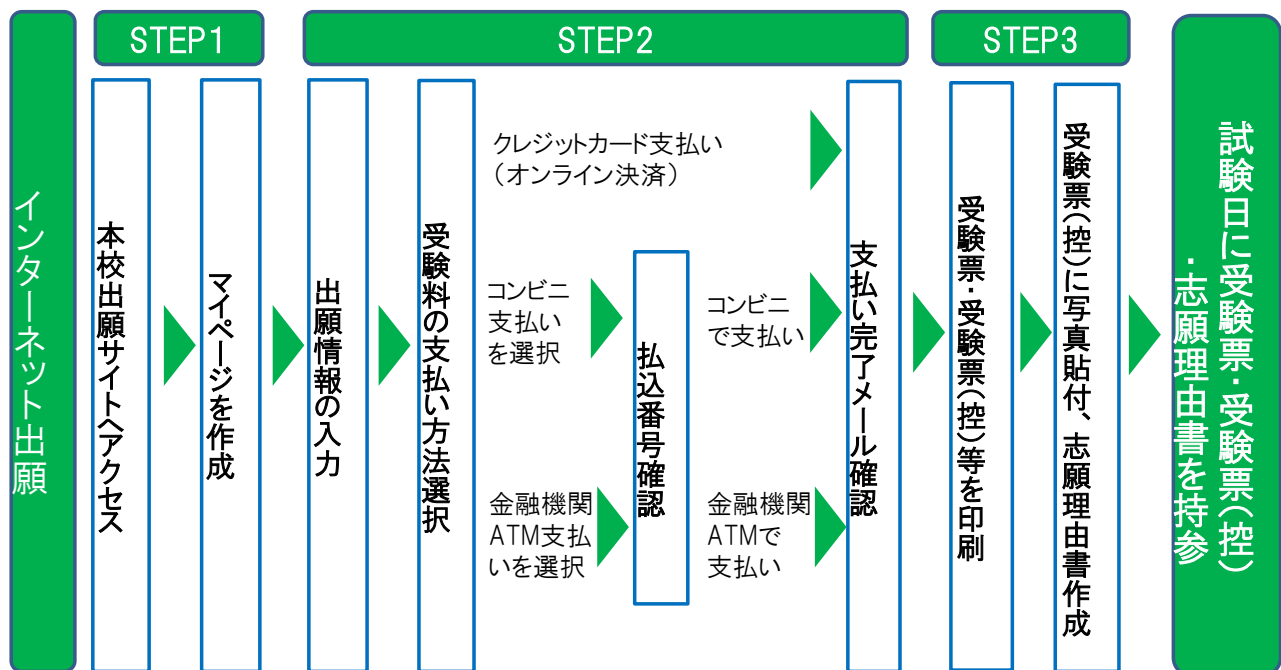 インターネット出願
STEP1
本校出願サイトへアクセス
マイページを作成
STEP2
出願情報の入力
受験料の支払い方法選択
クレジットカード支払い
（オンライン決済）
コンビニ
支払い
を選択
金融機関
ATM支払
いを選択
払込番号確認
コンビニ
で支払い
金融機関
ATMで
支払い
支払い完了メール確認
STEP3
受験票・受験票(控)等を印刷
受験票(控)に写真貼付、志願理由書作成
試験日に受験票・受験票(控)
・志願理由書を持参